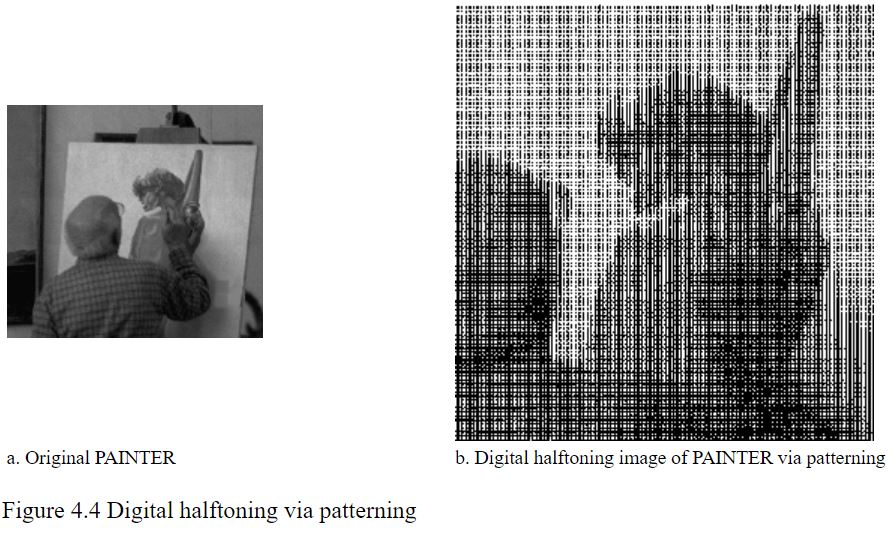 a. Original PAINTER
b. Digital halftoning image of PAINTER via patterning
Figure 4.4 Digital halftoning via patterning